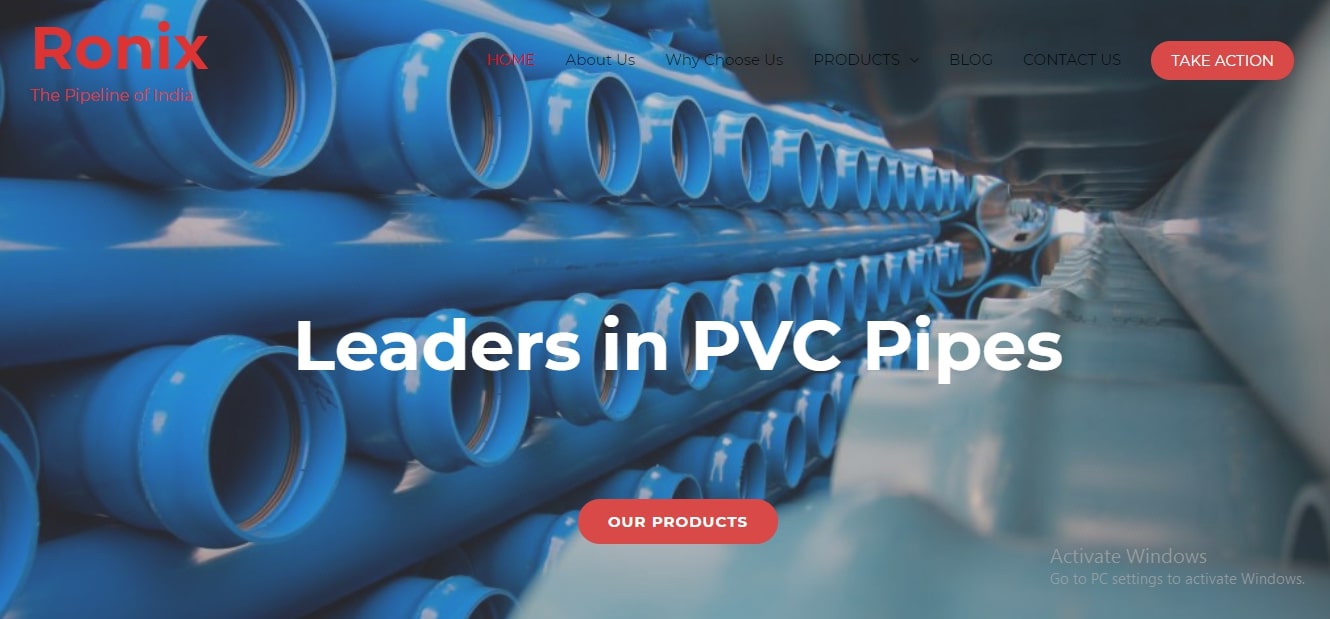 Ronix
The Pipeline of India
HOME
About Us
Why Choose Us
PRODUCTS
BLOG
CONTACT US
TAKE ACTION
Leaders in PVC Pipes
OUR PRODUCTS
Activate Windows
Go to PC settings to activate Windows.